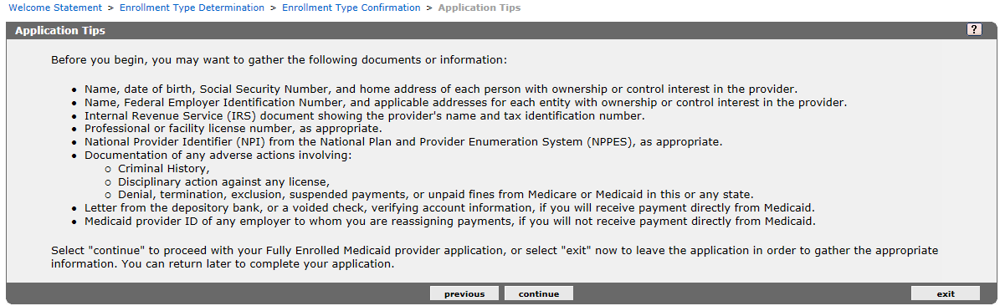 Welcome Statement > Enrollment Type Determination > Enrollment Type Confirmation > Application Tips
Application Tips ?
Before you begin, you may want to gather the following documents or information:
• Name, date of birth, Social Security Number, and home address of each person with ownership or control interest in the provider.
• Name, Federal Employer Identification Number, and applicable addresses for each entity with ownership or control interest in the provider.
• Internal Revenue Service (IRS) document showing the provider's name and tax identification number.
• Professional or facility license number, as appropriate.
• National Provider Identifier (NPI) from the National Plan and Provider Enumeration System (NPPES), as appropriate.
• Documentation of any adverse actions involving:
o Criminal History,
o Disciplinary action against any license,
o Denial, termination, exclusion, suspended payments, or unpaid fines from Medicare or Medicaid in this or any state.
• Letter from the depository bank, or a voided check, verifying account information, if you will receive payment directly from Medicaid.
• Medicaid provider ID of any employer to whom you are reassigning payments, if you will not receive payment directly from Medicaid.
Select "continue" to proceed with your Fully Enrolled Medicaid provider application, or select "exit" now to leave the application in order to gather the appropriate
information. You can return later to complete your application.
previous continue exit